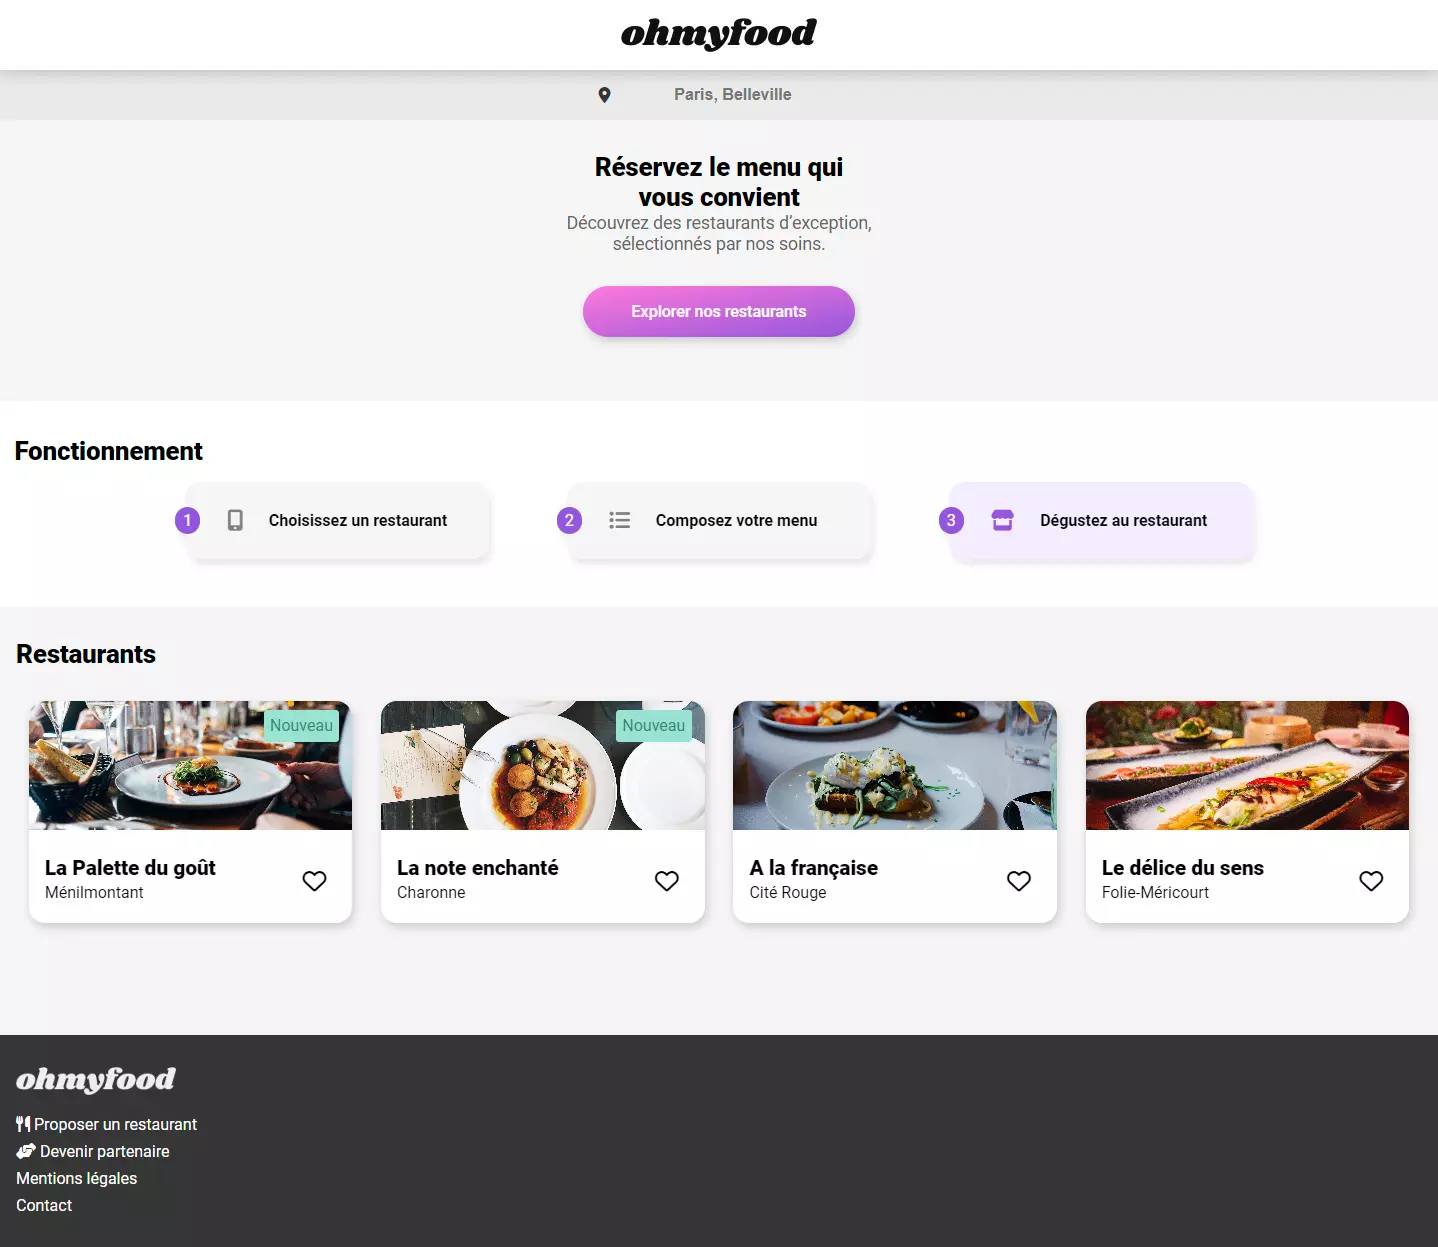 ohmyfood
Paris, Belleville
Réservez le menu qui
vous convient
Découvrez des restaurants d’exception,
sélectionnés par nos soins.
Explorer nos restaurants
Fonctionnement
1 Choisissez un restaurant
2 Composez votre menu
3 Dégustez au restaurant
Restaurants
Nouveau
La Palette du goût
Ménilmontant
Nouveau
La note enchanté
Charonne
A la française
Cité Rouge
Le délice du sens
Folie-Méricourt
ohmyfood
Proposer un restaurant
Devenir partenaire
Mentions légales
Contact